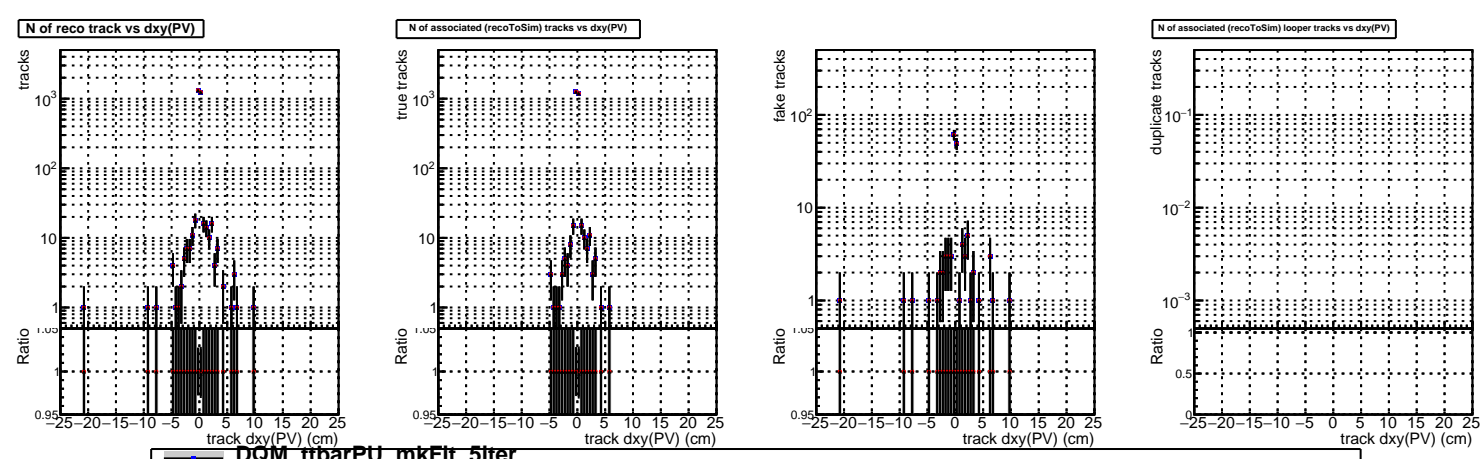 N of reco track vs dxy(PV)
tracks
10³
10²
10
1
1.05
Ratio
1
0.95
−25 −20 −15 −10 −5 0 5 10 15 20 25
track dxy(PV) (cm)
N of associated (recoToSim) tracks vs dxy(PV)
true tracks
10³
10²
10
1
1.05
Ratio
1
0.95
−25 −20 −15 −10 −5 0 5 10 15 20 25
track dxy(PV) (cm)
fake tracks
10²
10
1
1.05
Ratio
1
0.95
−25 −20 −15 −10 −5 0 5 10 15 20 25
track dxy(PV) (cm)
N of associated (recoToSim) looper tracks vs dxy(PV)
duplicate tracks
10⁻¹
10⁻²
10⁻³
Ratio
1
0.5
0
−25 −20 −15 −10 −5 0 5 10 15 20 25
track dxy(PV) (cm)
DQM_ttbarPU_mkFit_5iter